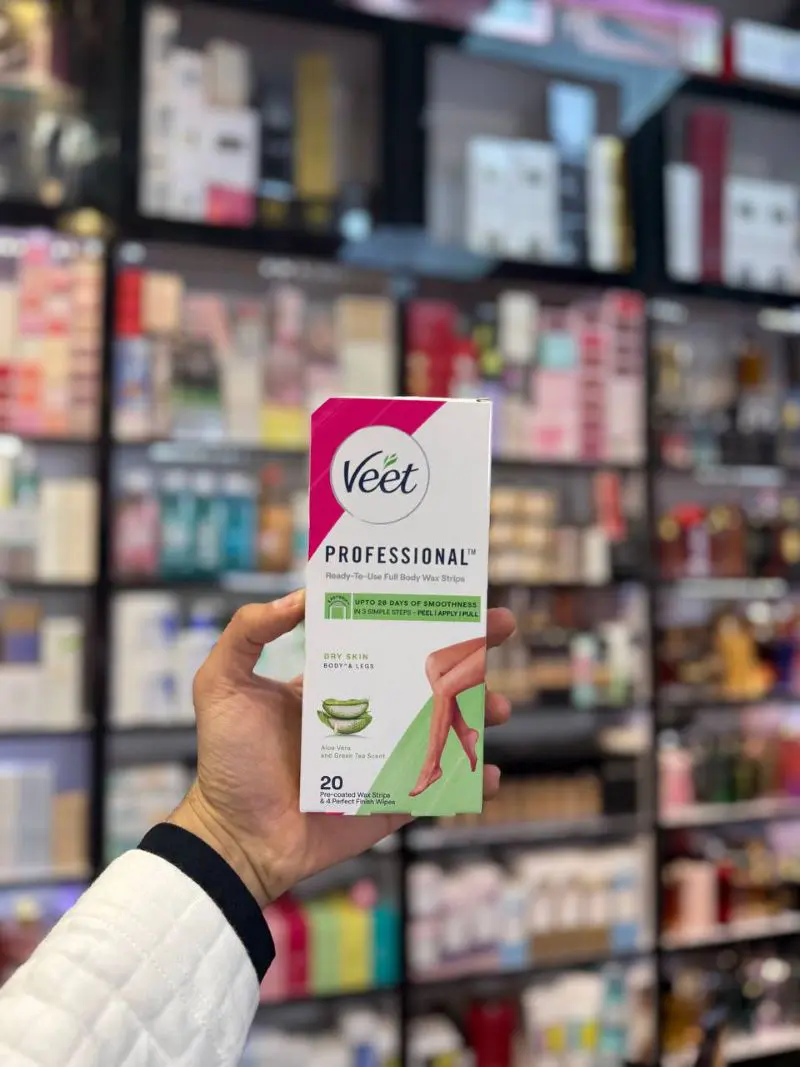 Veet
PROFESSIONAL™
Ready-To-Use Full Body Wax Strips
UPTO 28 DAYS OF SMOOTHNESS
IN 3 SIMPLE STEPS - PEEL | APPLY | PULL
DRY SKIN
BODY^& LEGS
Aloe Vera
and Green Tea Scent
20
Pre-coated Wax Strips
& 4 Perfect Finish Wipes